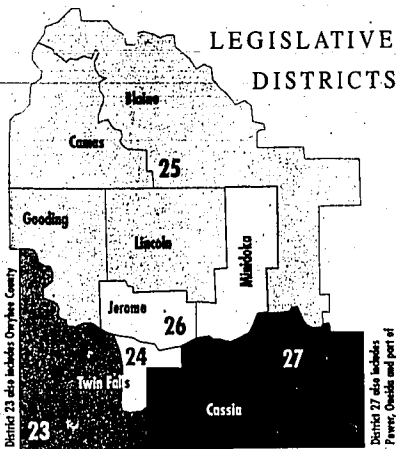 LEGISLATIVE
DISTRICTS
Blaine
Camas
25
Gooding
Lincoln
Minidoka
Jerome
26
24
27
Twin Falls
Cassia
23
District 23 also includes Owyhee County
District 27 also includes
Power, Oneida and part of